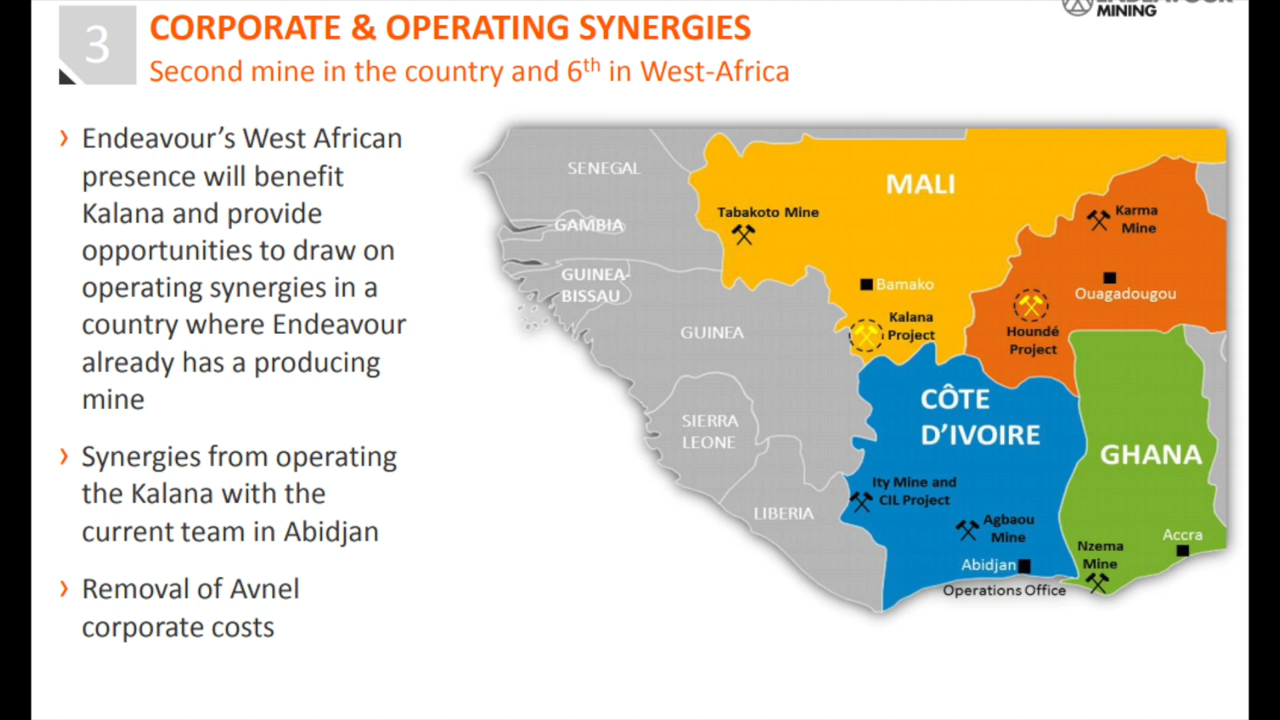 3
CORPORATE & OPERATING SYNERGIES
Second mine in the country and 6th in West-Africa
MINING
› Endeavour's West African
presence will benefit
Kalana and provide
opportunities to draw on
operating synergies in a
country where Endeavour
already has a producing
mine
› Synergies from operating
the Kalana with the
current team in Abidjan
› Removal of Avnel
corporate costs
SENEGAL
GAMBIA
GUINEA-
BISSAU
GUINEA
SIERRA
LEONE
LIBERIA
MALI
Tabakoto Mine
Bamako
Kalana
Project
Karma
Mine
Ouagadougou
Houndé
Project
CÔTE
D'IVOIRE
Ity Mine and
CIL Project
Agbaou
Mine
Abidjan
Operations Office
GHANA
Nzema
Mine
Accra